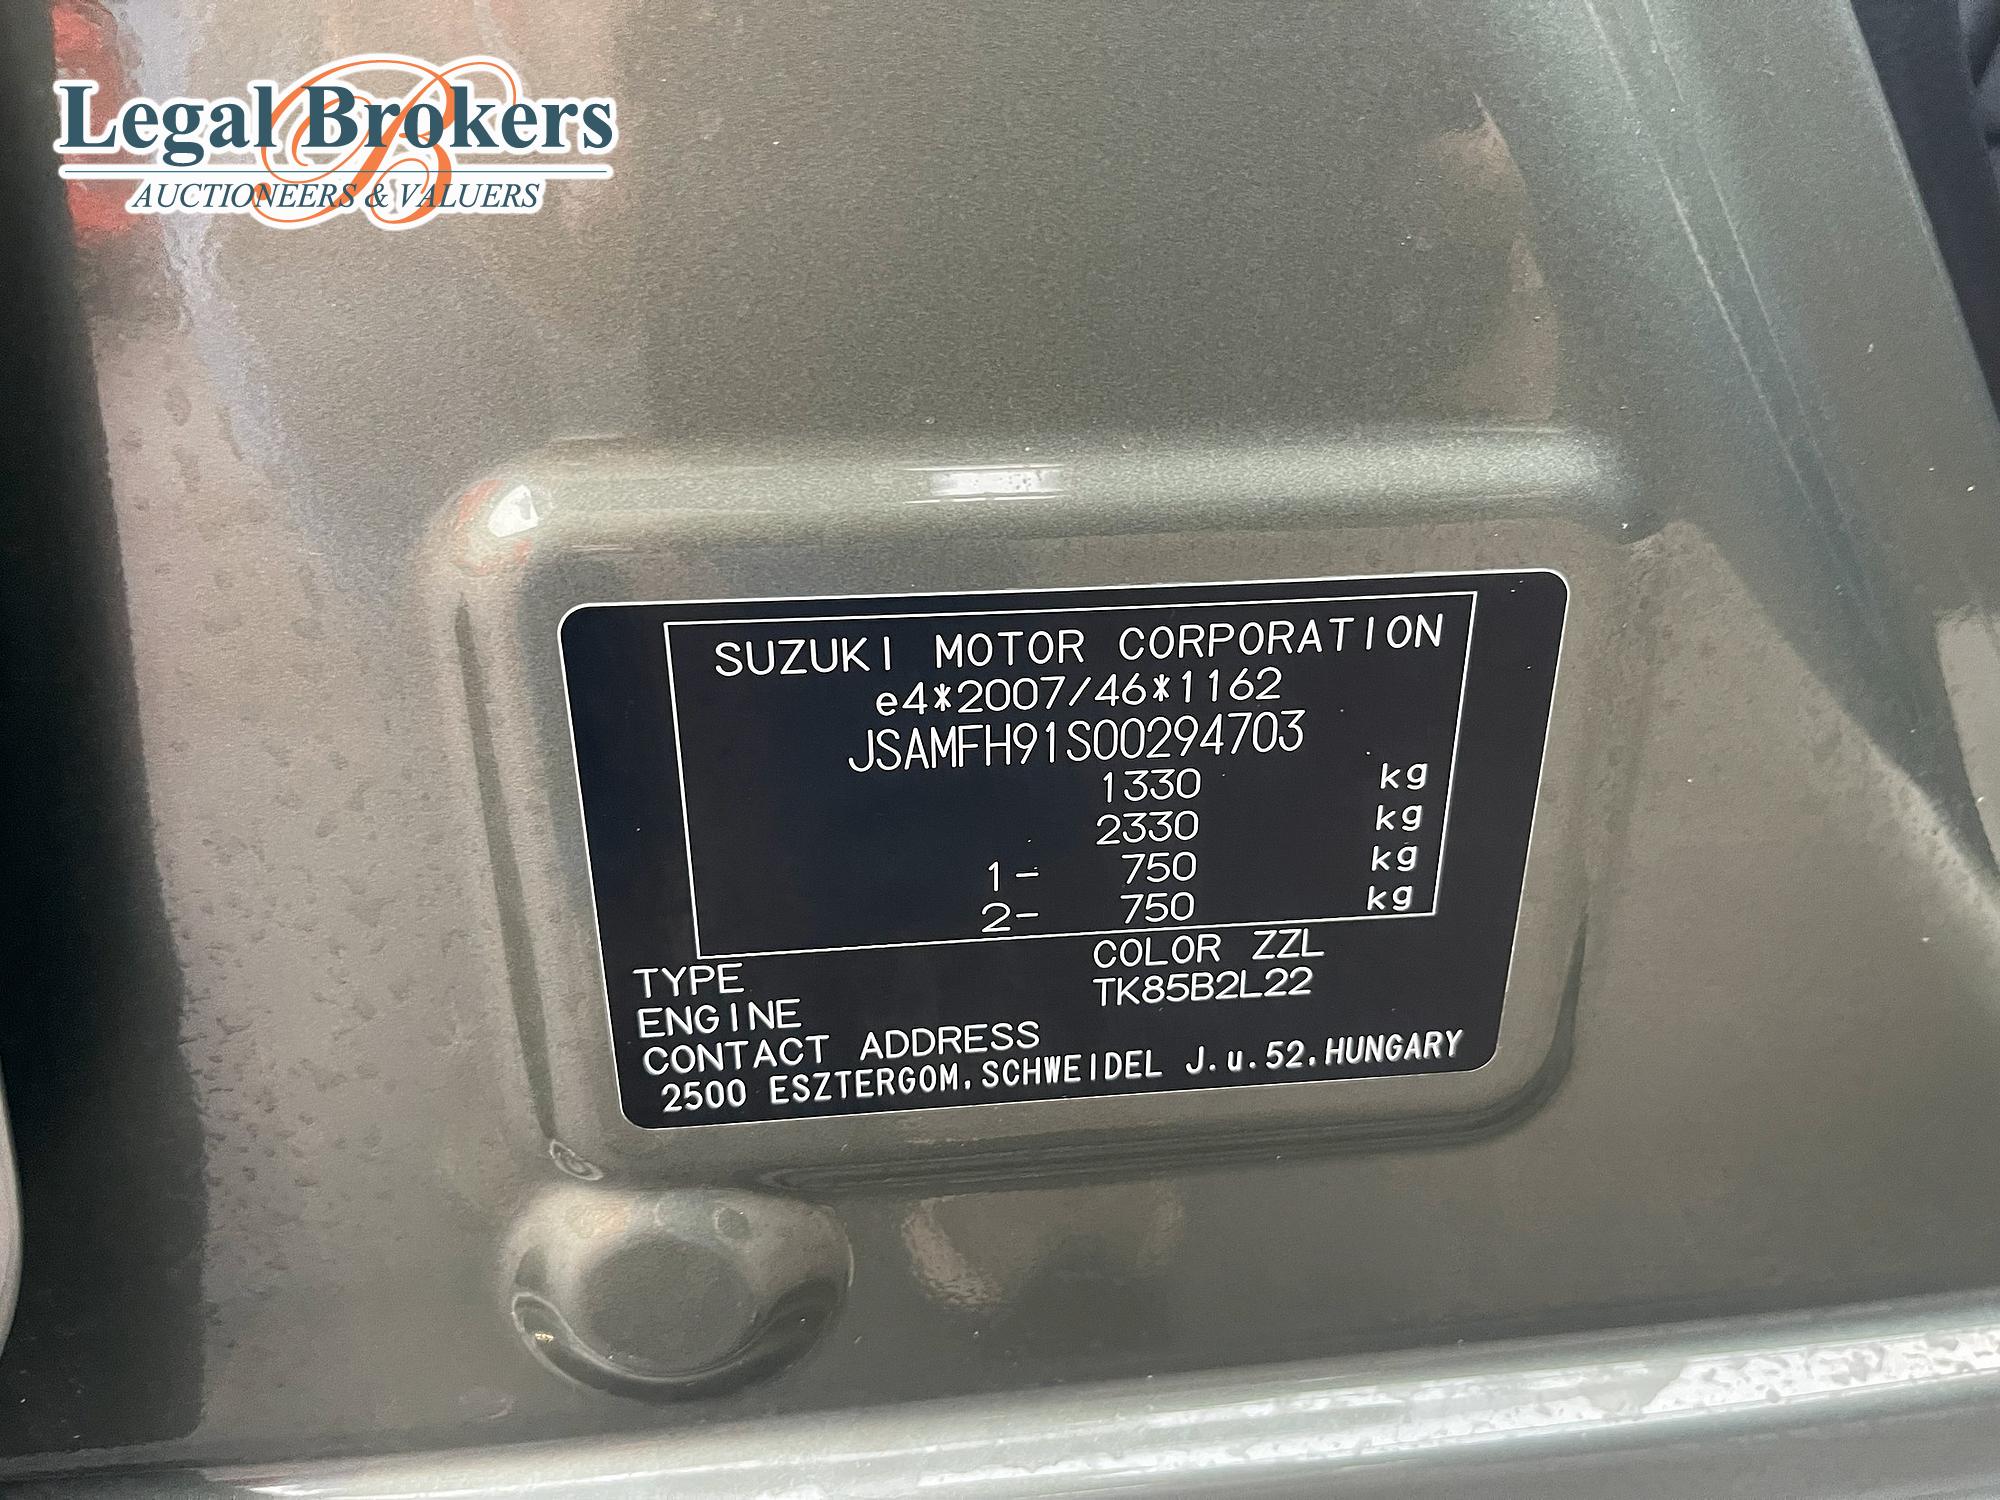 Legal Brokers
AUCTIONEERS & VALUERS
SUZUKI MOTOR CORPORATION
e4*2007/46*1162
JSAMFH91S00294703
1330 kg
2330 kg
1- 750 kg
2- 750 kg
COLOR ZZL
TYPE TK85B2L22
ENGINE
CONTACT ADDRESS
2500 ESZTERGOM, SCHWEIDEL J.u.52, HUNGARY